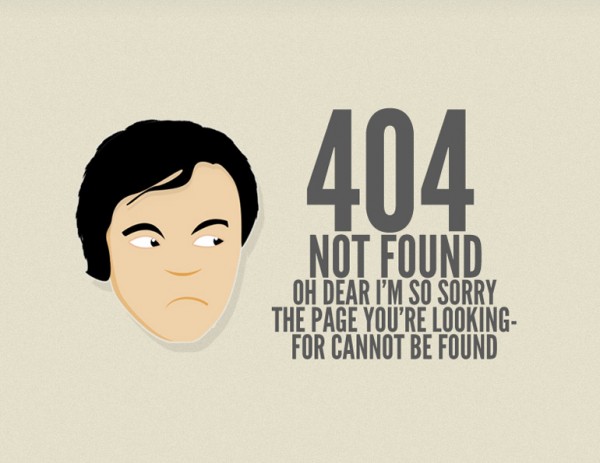 404
NOT FOUND
OH DEAR I'M SO SORRY
THE PAGE YOU'RE LOOKING-
FOR CANNOT BE FOUND